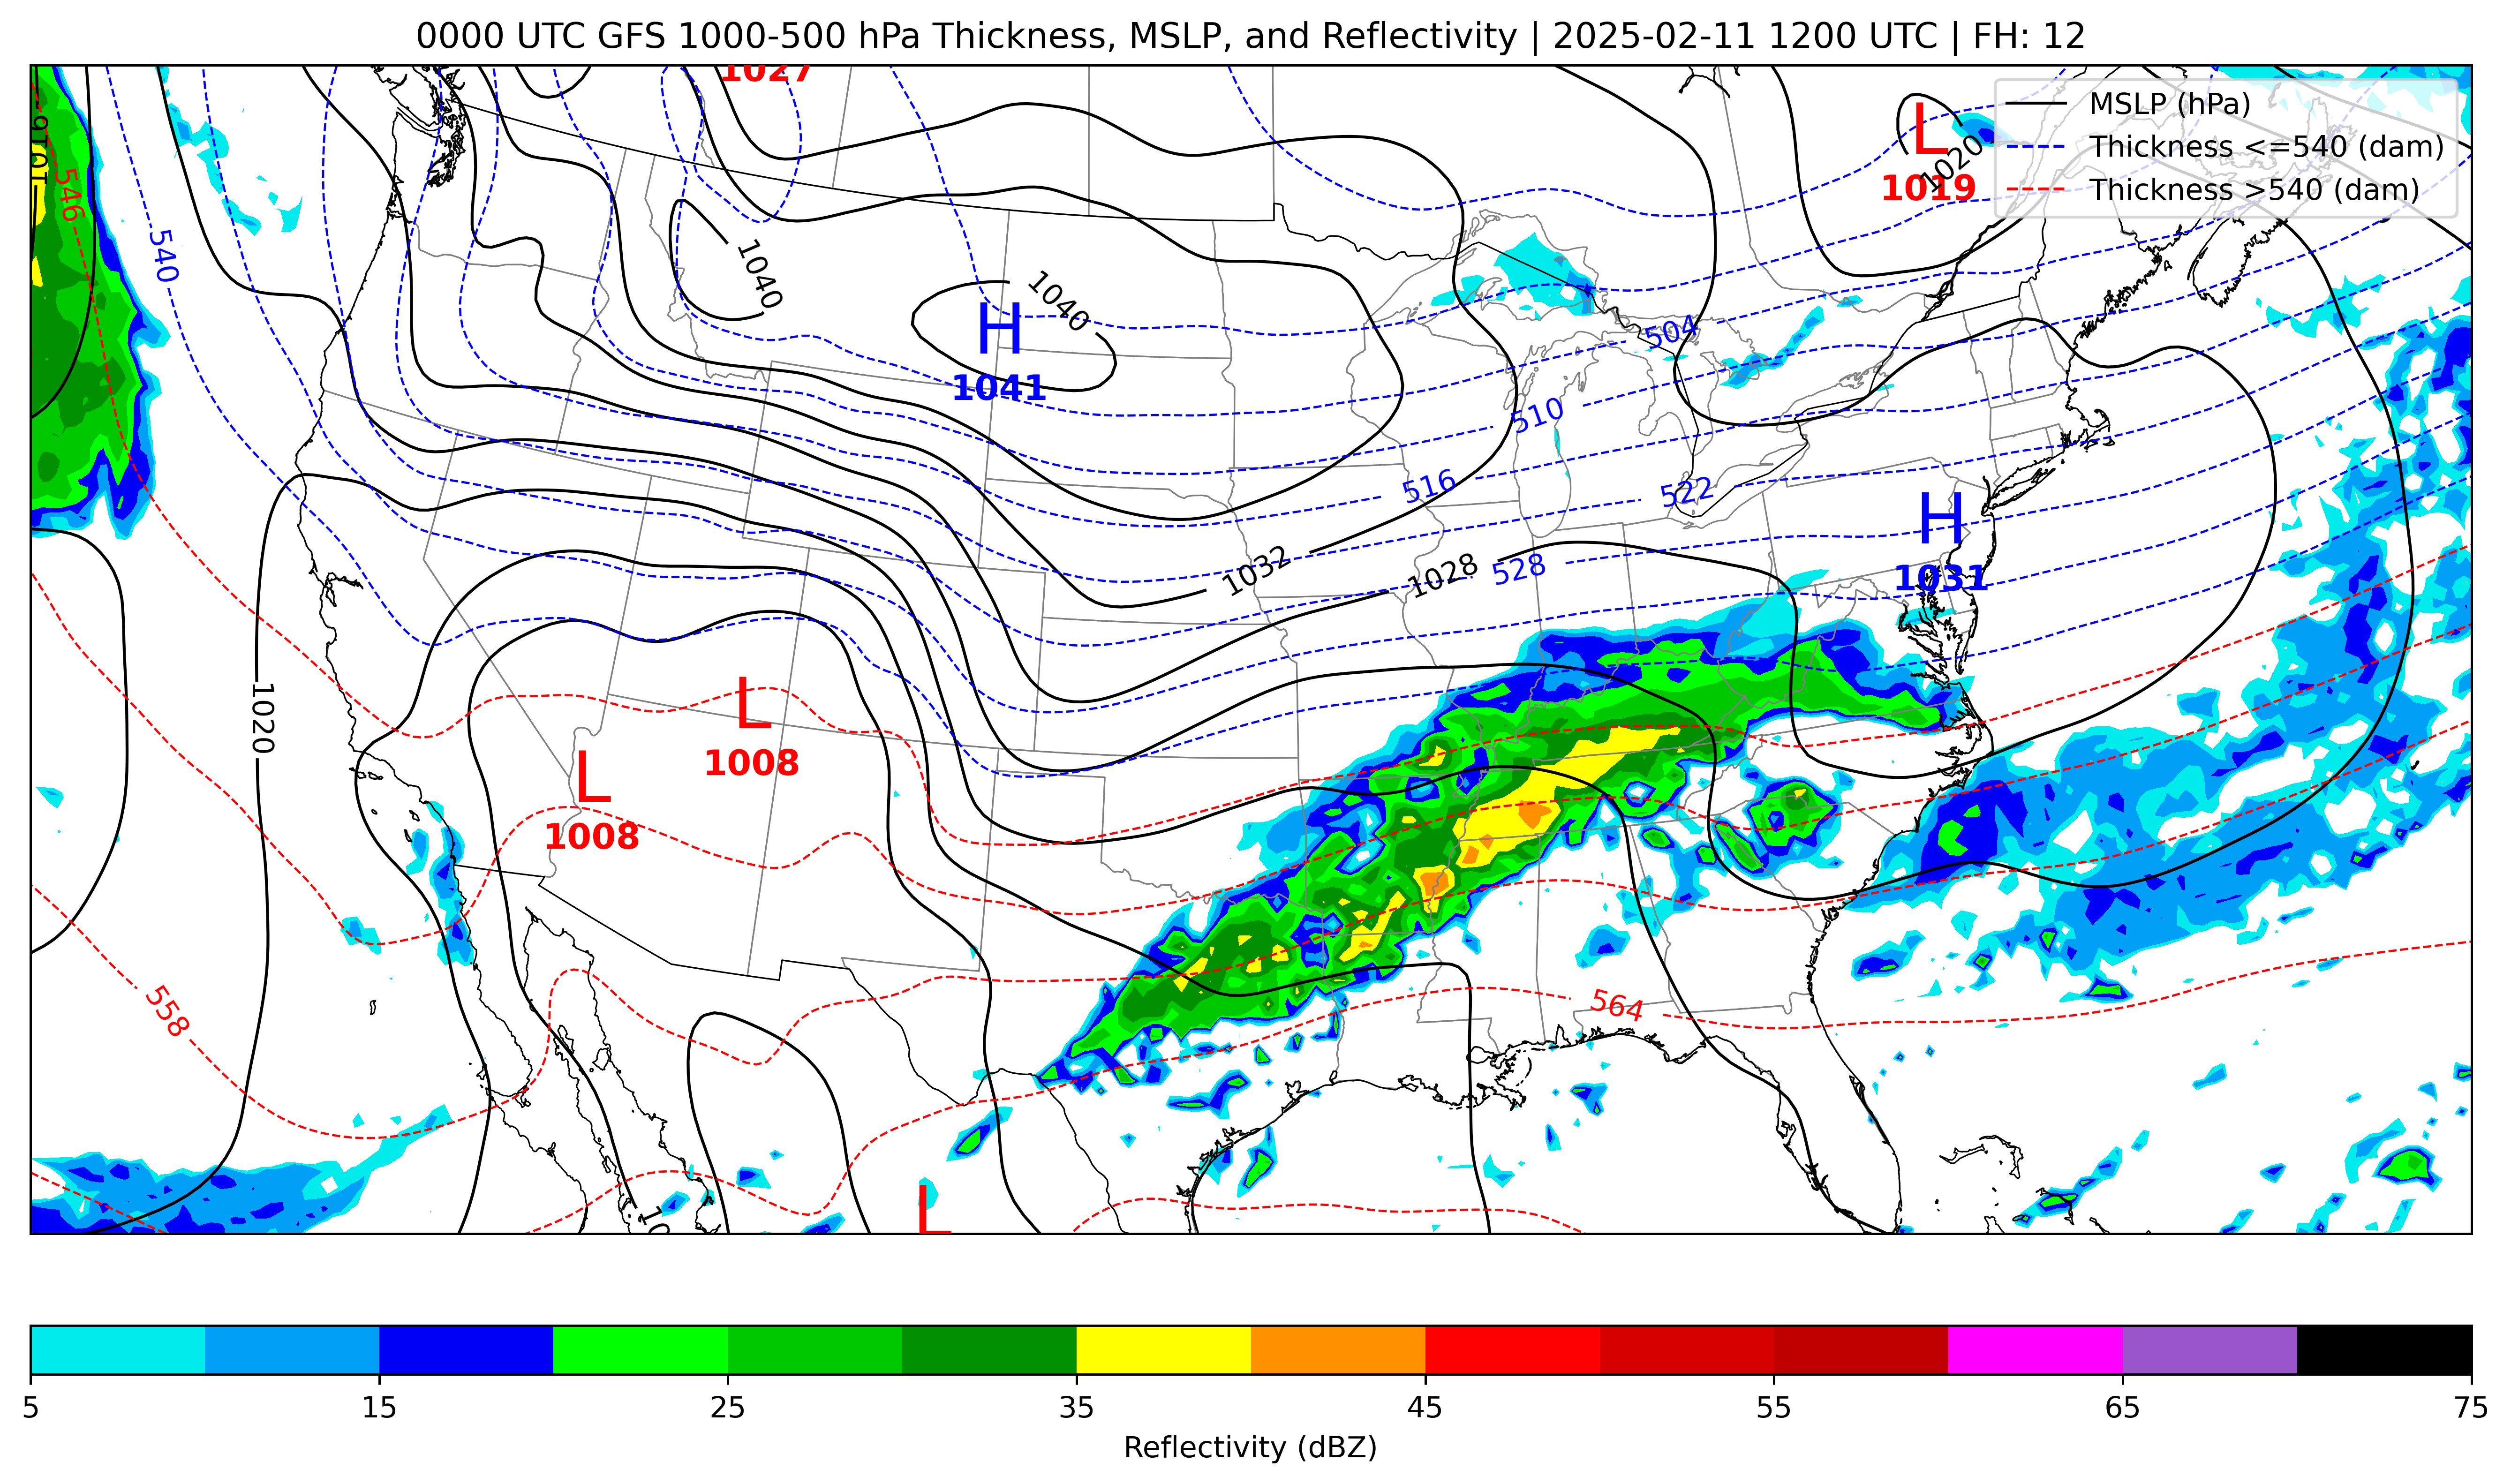 0000 UTC GFS 1000-500 hPa Thickness, MSLP, and Reflectivity | 2025-02-11 1200 UTC | FH: 12
1027
1016
MSLP (hPa)
Thickness <=540 (dam)
Thickness >540 (dam)
L
1019
1020
546
540
1040
1040
H
1041
504
510
516
522
H
1031
1032
1028
528
1020
L
1008
L
1008
558
564
L
5
15
25
35
45
55
65
75
Reflectivity (dBZ)